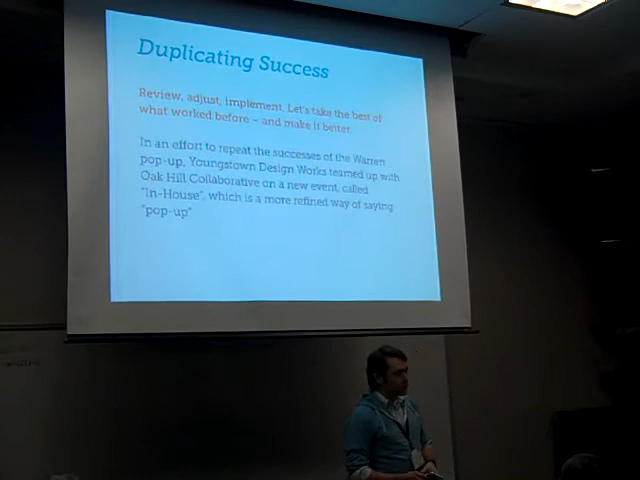 Duplicating Success
Review, adjust, implement. Let's take the best of
what worked before – and make it better.
In an effort to repeat the successes of the Warren
pop-up, Youngstown Design Works teamed up with
Oak Hill Collaborative on a new event, called
"In-House", which is a more refined way of saying
"pop-up"